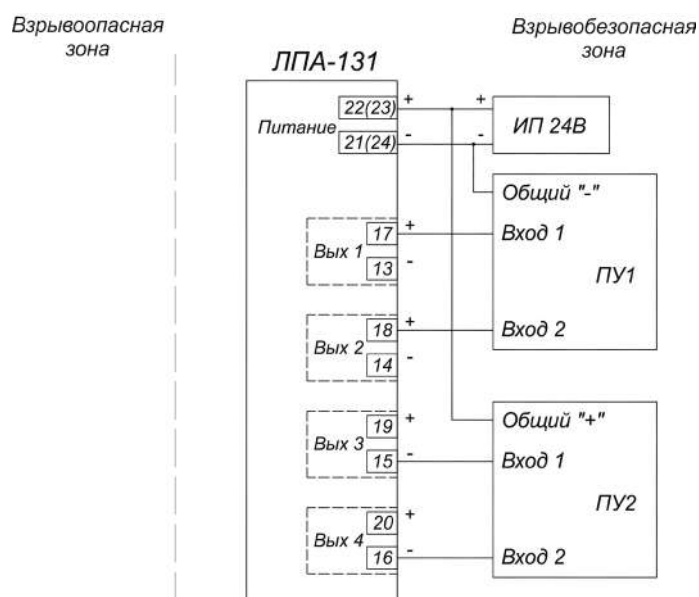 Взрывоопасная
зона
Взрывобезопасная
зона
ЛПА-131
Питание
22(23)
+
+
21(24)
-
-
ИП 24В
Общий "-"
Вых 1
17
+
Вход 1
13
-
ПУ1
Вых 2
18
+
Вход 2
14
-
Вых 3
19
+
Общий "+"
15
-
Вход 1
ПУ2
Вых 4
20
+
16
-
Вход 2